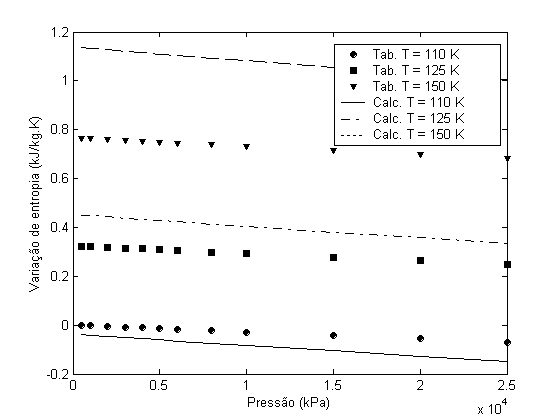 1.2
1
0.8
0.6
0.4
0.2
0
-0.2
Variação de entropia (kJ/kg.K)
Tab. T = 110 K
Tab. T = 125 K
Tab. T = 150 K
Calc. T = 110 K
Calc. T = 125 K
Calc. T = 150 K
0 0.5 1 1.5 2 2.5
Pressão (kPa)
x 10^4